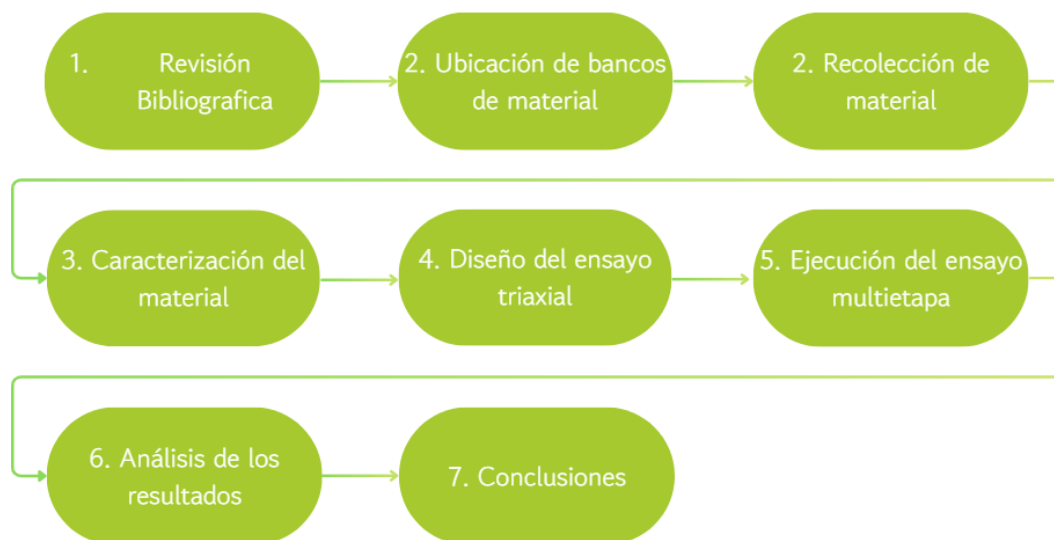 1. Revisión
Bibliografica
2. Ubicación de bancos
de material
2. Recolección de
material
3. Caracterización del
material
4. Diseño del ensayo
triaxial
5. Ejecución del ensayo
multietapa
6. Análisis de los
resultados
7. Conclusiones